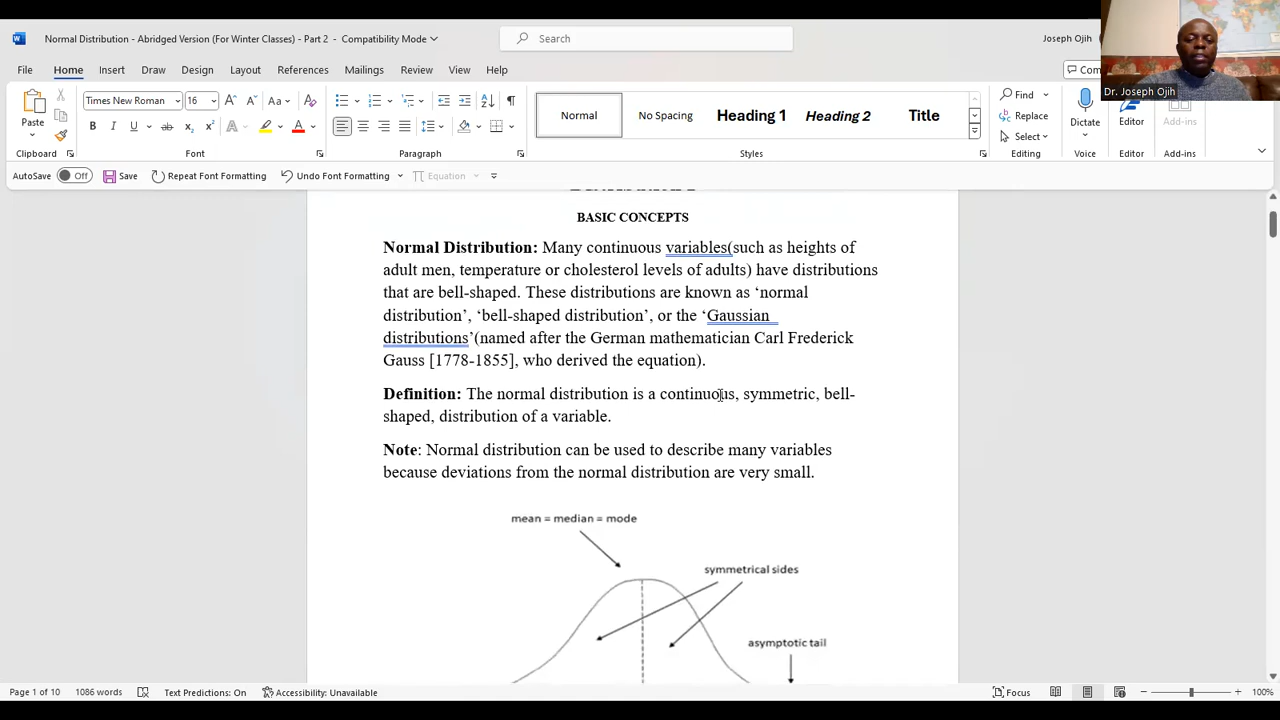 Normal Distribution - Abridged Version (For Winter Classes) - Part 2 - Compatibility Mode
Search
Joseph Ojih
File Home Insert Draw Design Layout References Mailings Review View Help
Com
Dr. Joseph Ojih
Paste
Times New Roman 16
Aa
Normal
No Spacing
Heading 1
Heading 2
Title
Find
Replace
Select
Dictate
Editor
Add-ins
Clipboard Font Paragraph Styles Editing Voice Editor Add-ins
AutoSave Off Save Repeat Font Formatting Undo Font Formatting Equation
BASIC CONCEPTS
Normal Distribution: Many continuous variables(such as heights of
adult men, temperature or cholesterol levels of adults) have distributions
that are bell-shaped. These distributions are known as ‘normal
distribution’, ‘bell-shaped distribution’, or the ‘Gaussian
distributions’(named after the German mathematician Carl Frederick
Gauss [1778-1855], who derived the equation).
Definition: The normal distribution is a continuous, symmetric, bell-
shaped, distribution of a variable.
Note: Normal distribution can be used to describe many variables
because deviations from the normal distribution are very small.
mean = median = mode
symmetrical sides
asymptotic tail
Page 1 of 10 1086 words Text Predictions: On Accessibility: Unavailable Focus 100%